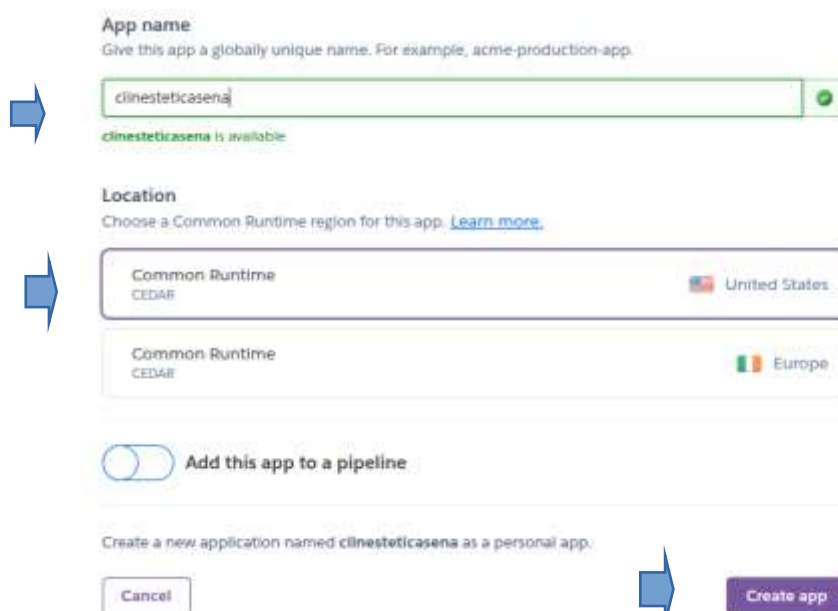 App name
Give this app a globally unique name. For example, acme-production-app.
clinesteticasena
clinesteticasena is available
Location
Choose a Common Runtime region for this app. Learn more.
Common Runtime
CEDAR
United States
Common Runtime
CEDAR
Europe
Add this app to a pipeline
Create a new application named clinesteticasena as a personal app.
Cancel
Create app